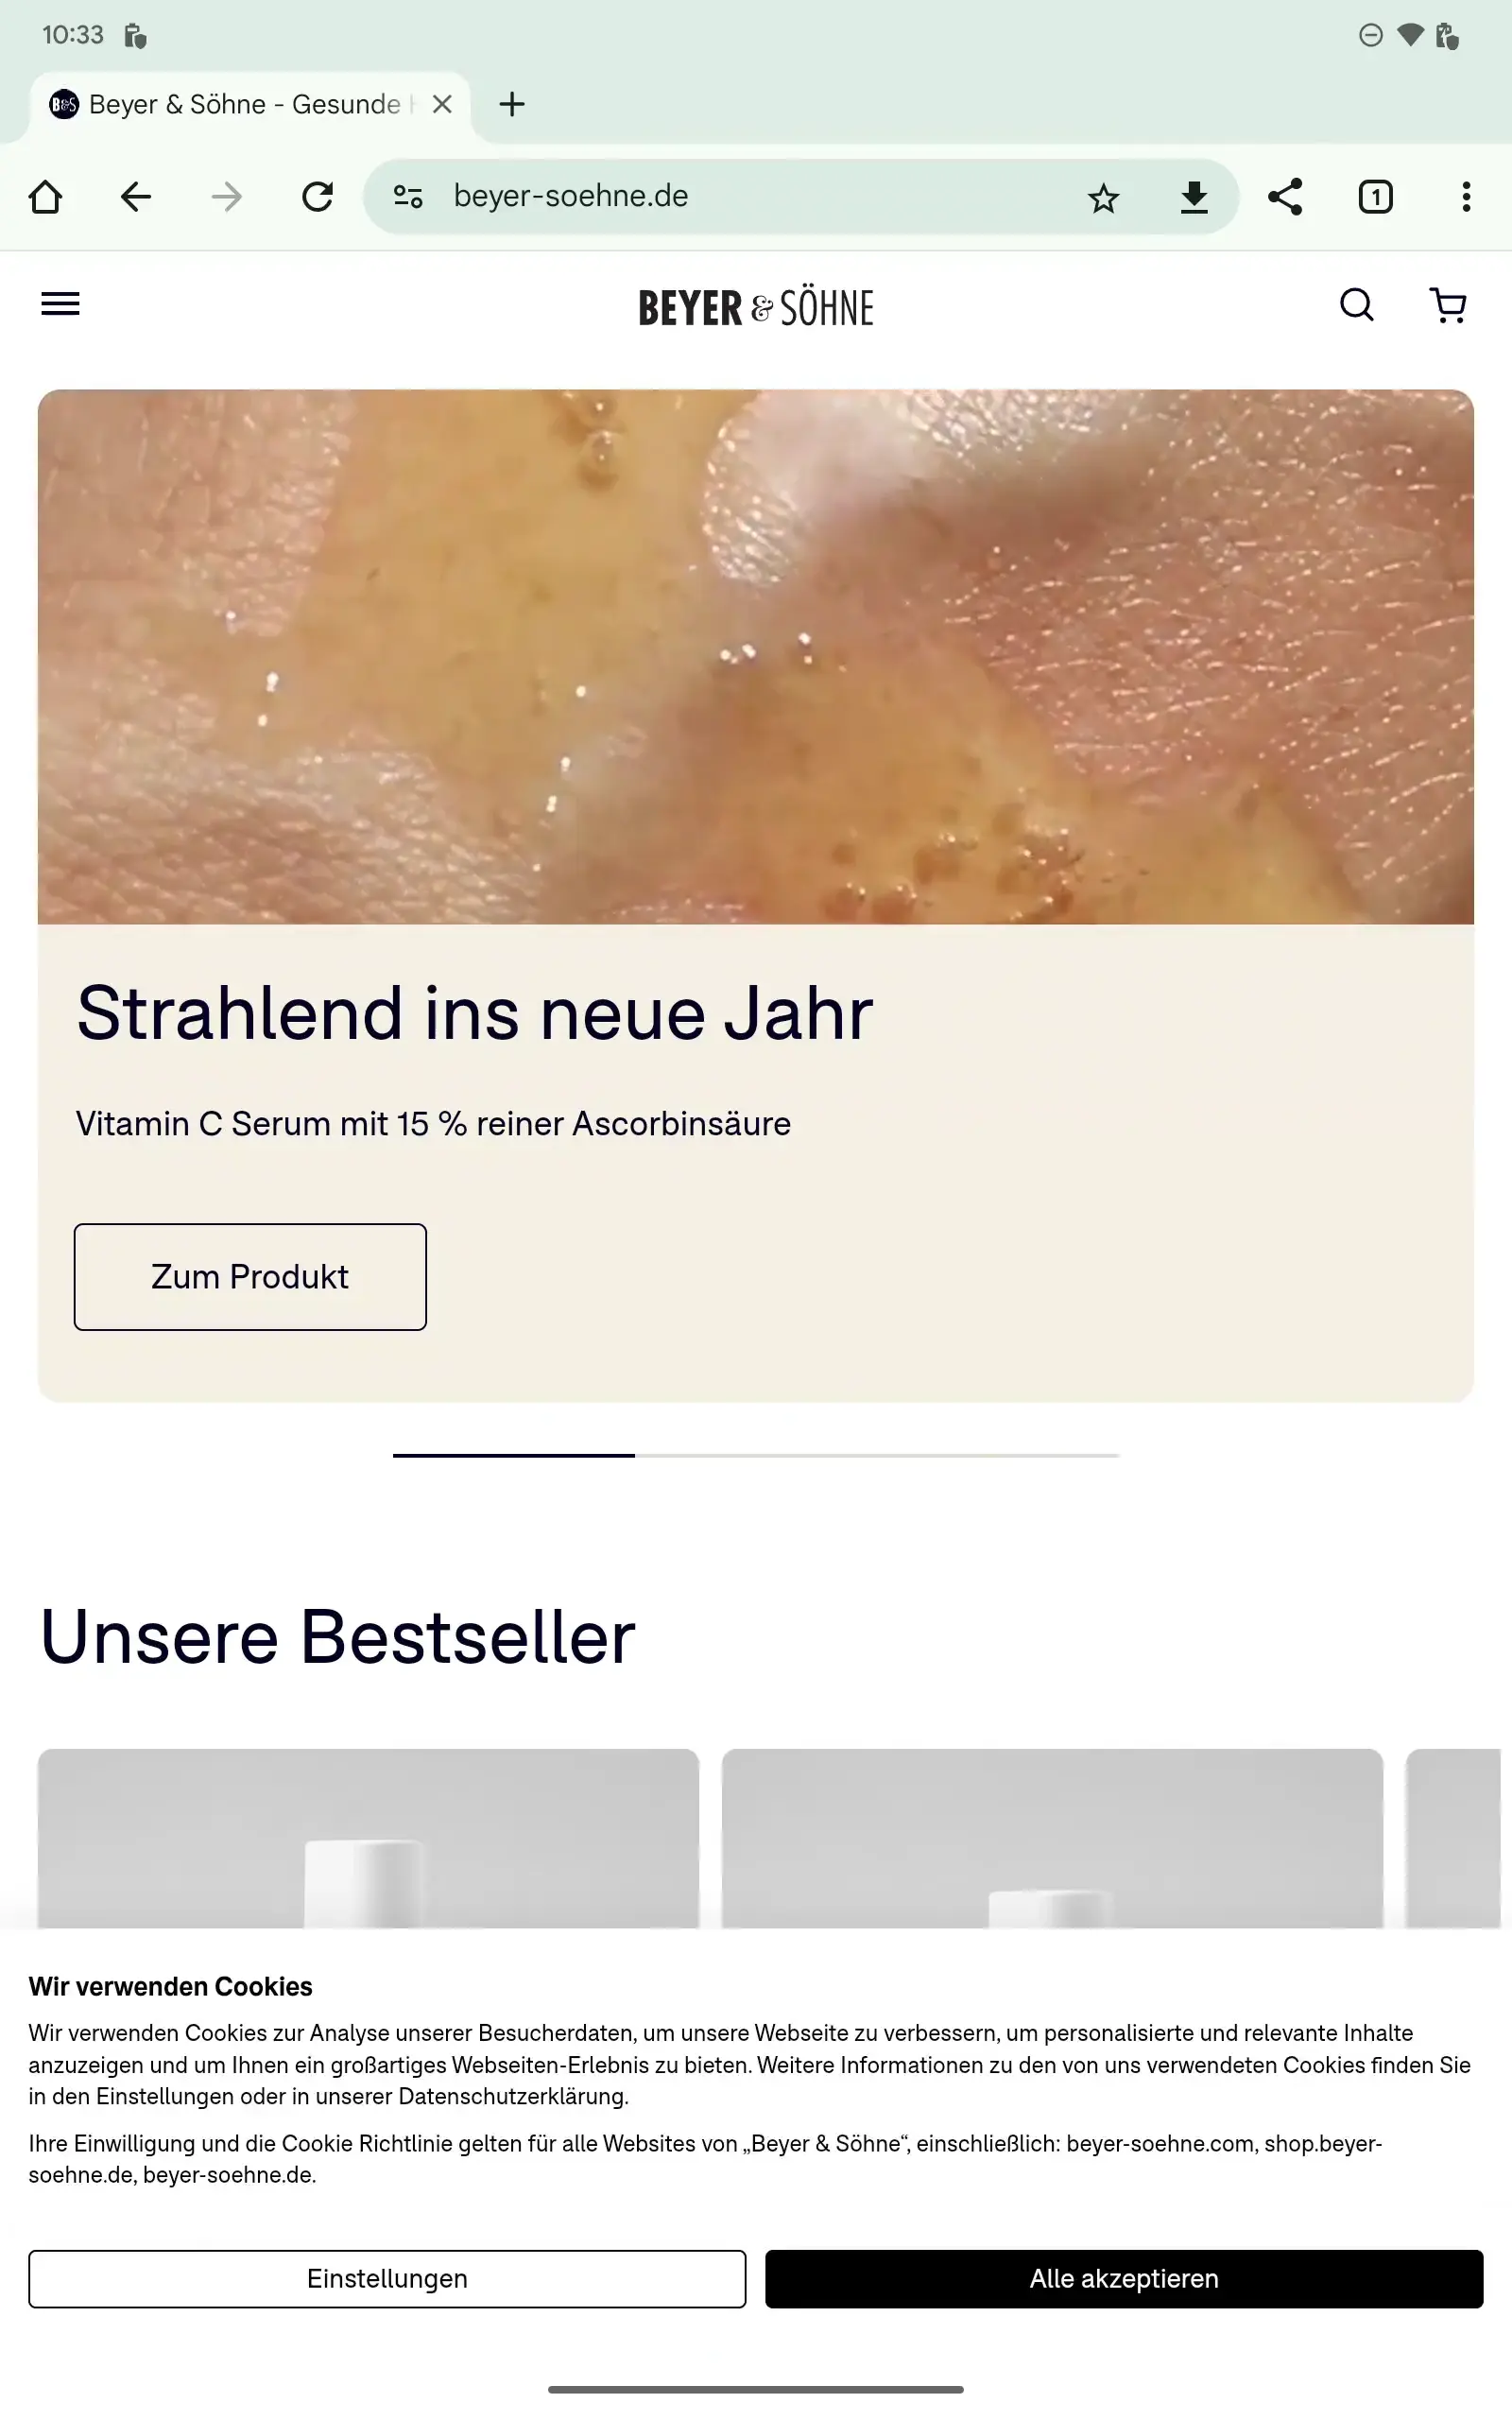 10:33
Beyer & Söhne - Gesunde
beyer-soehne.de
1
BEYER & SÖHNE
Strahlend ins neue Jahr
Vitamin C Serum mit 15 % reiner Ascorbinsäure
Zum Produkt
Unsere Bestseller
Wir verwenden Cookies
Wir verwenden Cookies zur Analyse unserer Besucherdaten, um unsere Webseite zu verbessern, um personalisierte und relevante Inhalte
anzuzeigen und um Ihnen ein großartiges Webseiten-Erlebnis zu bieten. Weitere Informationen zu den von uns verwendeten Cookies finden Sie
in den Einstellungen oder in unserer Datenschutzerklärung.
Ihre Einwilligung und die Cookie Richtlinie gelten für alle Websites von „Beyer & Söhne“, einschließlich: beyer-soehne.com, shop.beyer-
soehne.de, beyer-soehne.de.
Einstellungen
Alle akzeptieren